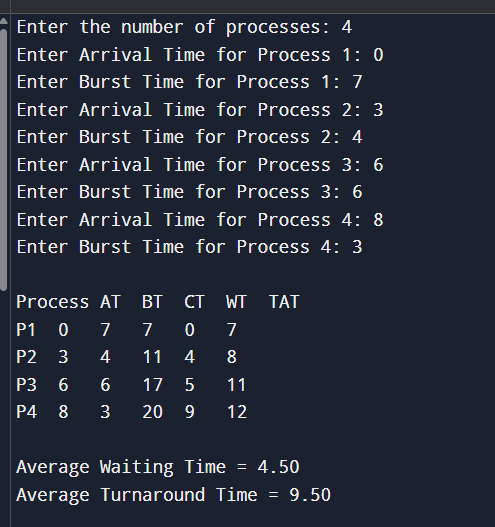 Enter the number of processes: 4
Enter Arrival Time for Process 1: 0
Enter Burst Time for Process 1: 7
Enter Arrival Time for Process 2: 3
Enter Burst Time for Process 2: 4
Enter Arrival Time for Process 3: 6
Enter Burst Time for Process 3: 6
Enter Arrival Time for Process 4: 8
Enter Burst Time for Process 4: 3

Process AT  BT  CT  WT  TAT
P1  0   7   7   0   7
P2  3   4   11  4   8
P3  6   6   17  5   11
P4  8   3   20  9   12

Average Waiting Time = 4.50
Average Turnaround Time = 9.50